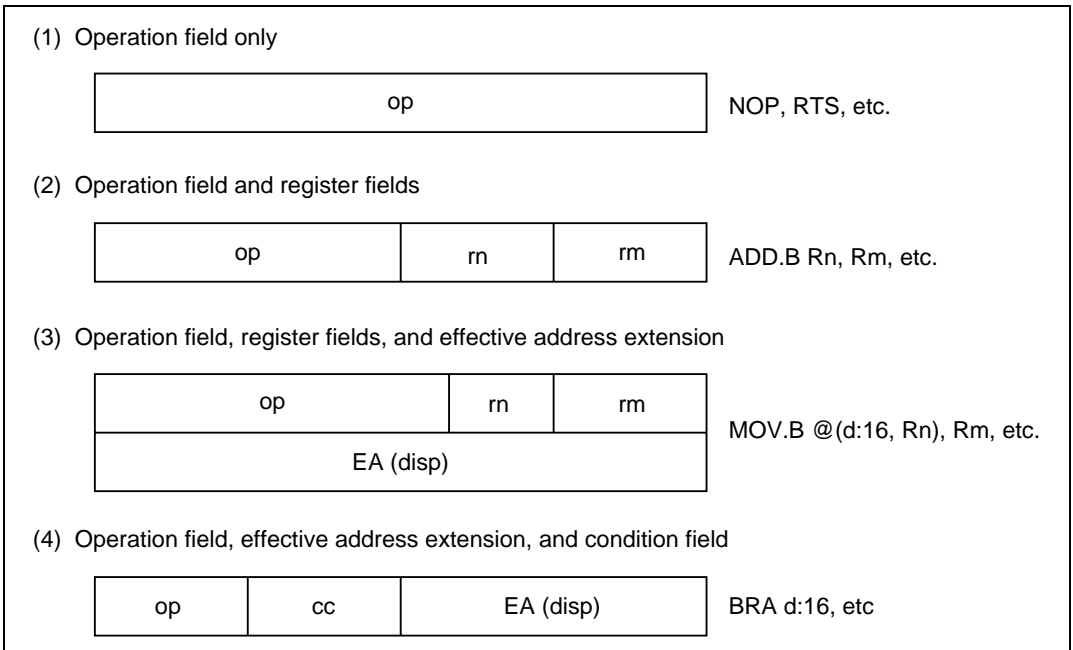 (1) Operation field only
op
NOP, RTS, etc.
(2) Operation field and register fields
op rn rm
ADD.B Rn, Rm, etc.
(3) Operation field, register fields, and effective address extension
op rn rm
MOV.B @(d:16, Rn), Rm, etc.
EA (disp)
(4) Operation field, effective address extension, and condition field
op cc EA (disp)
BRA d:16, etc